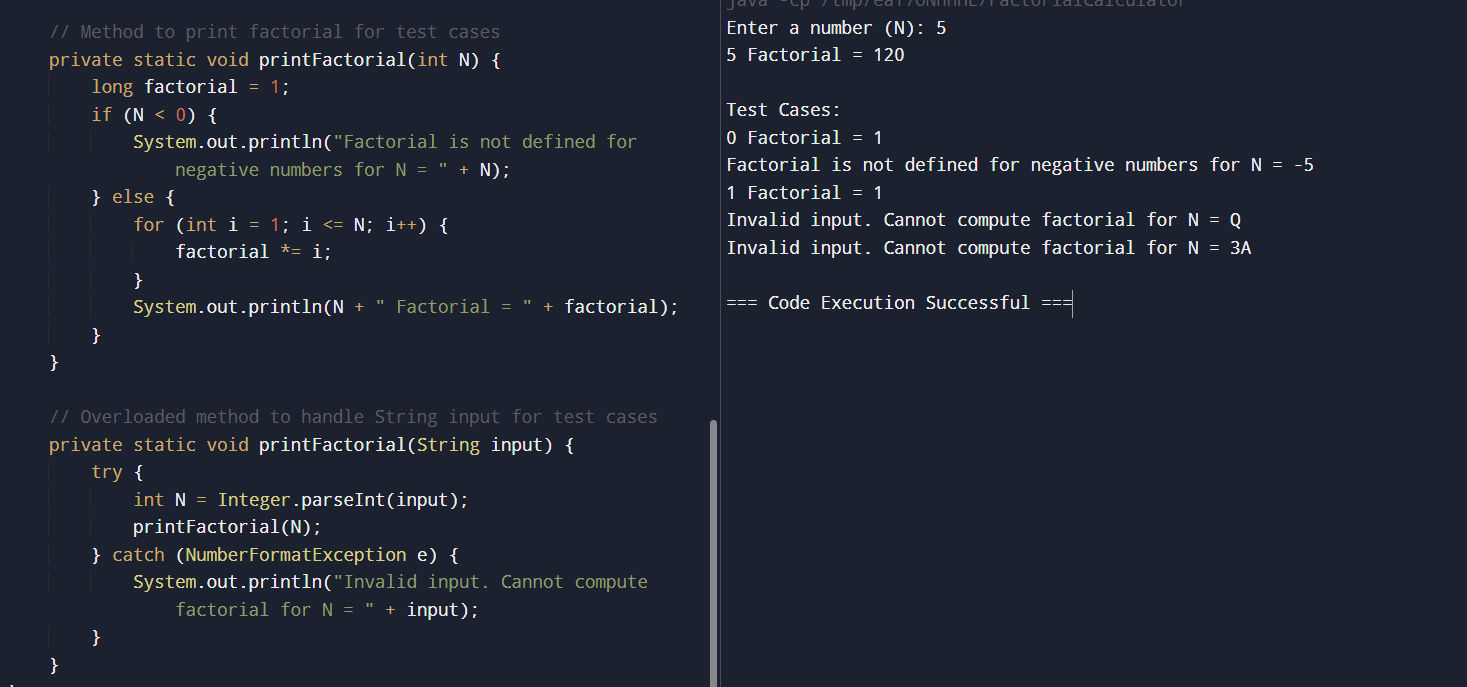 // Method to print factorial for test cases
private static void printFactorial(int N) {
long factorial = 1;
if (N < 0) {
System.out.println("Factorial is not defined for
negative numbers for N = " + N);
} else {
for (int i = 1; i <= N; i++) {
factorial *= i;
}
System.out.println(N + " Factorial = " + factorial);
}
}
// Overloaded method to handle String input for test cases
private static void printFactorial(String input) {
try {
int N = Integer.parseInt(input);
printFactorial(N);
} catch (NumberFormatException e) {
System.out.println("Invalid input. Cannot compute
factorial for N = " + input);
}
}
java -cp
Enter a number (N): 5
5 Factorial = 120
Test Cases:
0 Factorial = 1
Factorial is not defined for negative numbers for N = -5
1 Factorial = 1
Invalid input. Cannot compute factorial for N = Q
Invalid input. Cannot compute factorial for N = 3A
=== Code Execution Successful ===